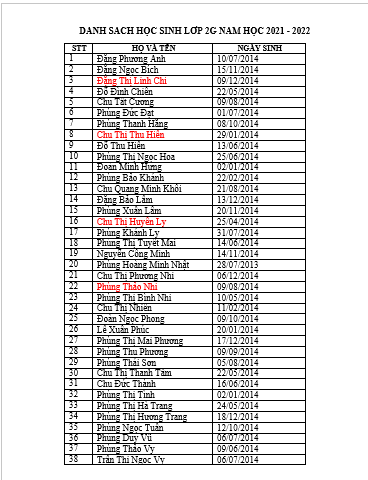 DANH SACH HỌC SINH LỚP 2G NAM HỌC 2021 - 2022
STT HỌ VÀ TÊN NGÀY SINH
1 Đặng Phương Anh 10/07/2014
2 Đặng Ngọc Bích 15/11/2014
3 Đặng Thị Linh Chi 09/12/2014
4 Đỗ Đình Chiến 22/05/2014
5 Chu Tất Cường 09/08/2014
6 Phùng Đức Đạt 01/07/2014
7 Phùng Thanh Hằng 08/10/2014
8 Chu Thị Thu Hiền 29/01/2014
9 Đỗ Thu Hiền 13/06/2014
10 Phùng Thị Ngọc Hoa 25/06/2014
11 Đoàn Minh Hưng 02/01/2014
12 Phùng Bảo Khánh 22/02/2014
13 Chu Quang Minh Khôi 21/08/2014
14 Đặng Bảo Lâm 13/12/2014
15 Phùng Xuân Lâm 20/11/2014
16 Chu Thị Huyền Ly 25/04/2014
17 Phùng Khánh Ly 31/07/2014
18 Phùng Thị Tuyết Mai 14/06/2014
19 Nguyễn Công Minh 14/11/2014
20 Phùng Hoàng Minh Nhật 28/07/2013
21 Chu Thị Phương Nhi 06/12/2014
22 Phùng Thảo Nhi 09/08/2014
23 Phùng Thị Bình Nhi 10/05/2014
24 Chu Thị Nhiên 11/02/2014
25 Đoàn Ngọc Phong 09/10/2014
26 Lê Xuân Phúc 20/01/2014
27 Phùng Thị Mai Phương 17/12/2014
28 Phùng Thu Phương 09/09/2014
29 Phùng Thái Sơn 05/08/2014
30 Chu Thị Thanh Tâm 22/05/2014
31 Chu Đức Thành 16/06/2014
32 Phùng Thị Tình 02/01/2014
33 Phùng Thị Hà Trang 24/05/2014
34 Phùng Thị Hương Trang 18/12/2014
35 Phùng Ngọc Tuấn 12/10/2014
36 Phùng Duy Vũ 06/07/2014
37 Phùng Thảo Vy 09/06/2014
38 Trần Thị Ngọc Vy 06/07/2014